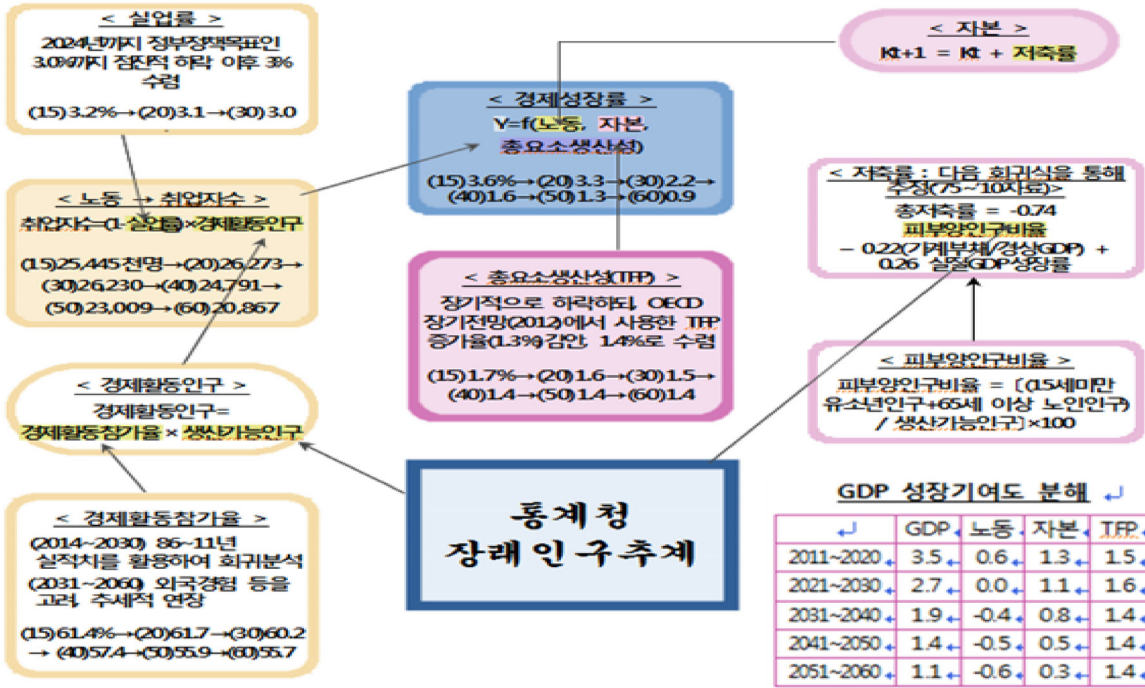 < 실업률 >
2024년까지 정부정책목표인
3.0%까지 점진적 하락 이후 3%
수렴
(15)3.2%→(20)3.1→(30)3.0
< 노동 → 취업자수 >
취업자수=(1-실업률)×경제활동인구
(15)25,445천명→(20)26,273→
(30)26,230→(40)24,791→
(50)23,009→(60)20,867
< 경제활동인구 >
경제활동인구=
경제활동참가율 × 생산가능인구
< 경제활동참가율 >
(2014~2030) 86~11년
실적치를 활용하여 회귀분석
(2031~2060) 외국경험 등을
고려, 추세적 연장
(15)61.4%→(20)61.7→(30)60.2
→ (40)57.4→(50)55.9→(60)55.7
< 경제성장률 >
Y=f(노동, 자본,
총요소생산성)
(15)3.6%→(20)3.3→(30)2.2→
(40)1.6→(50)1.3→(60)0.9
< 총요소생산성(TFP) >
장기적으로 하락하되, OECD
장기전망(2012)에서 사용한 TFP
증가율(1.3%)감안, 1.4%로 수렴
(15)1.7%→(20)1.6→(30)1.5→
(40)1.4→(50)1.4→(60)1.4
통계청
장래인구추계
< 자본 >
Kt+1 = Kt + 저축률
< 저축률 : 다음 회귀식을 통해
추정(75~'10자료)>
총저축률 = -0.74
피부양인구비율
- 0.22(가계부채/경상GDP) +
0.26 실질GDP성장률
< 피부양인구비율 >
피부양인구비율 = [(15세미만
유소년인구+65세 이상 노인인구)
/ 생산가능인구]×100
GDP 성장기여도 분해
GDP 노동 자본 TFP
2011~2020 3.5 0.6 1.3 1.5
2021~2030 2.7 0.0 1.1 1.6
2031~2040 1.9 -0.4 0.8 1.4
2041~2050 1.4 -0.5 0.5 1.4
2051~2060 1.1 -0.6 0.3 1.4